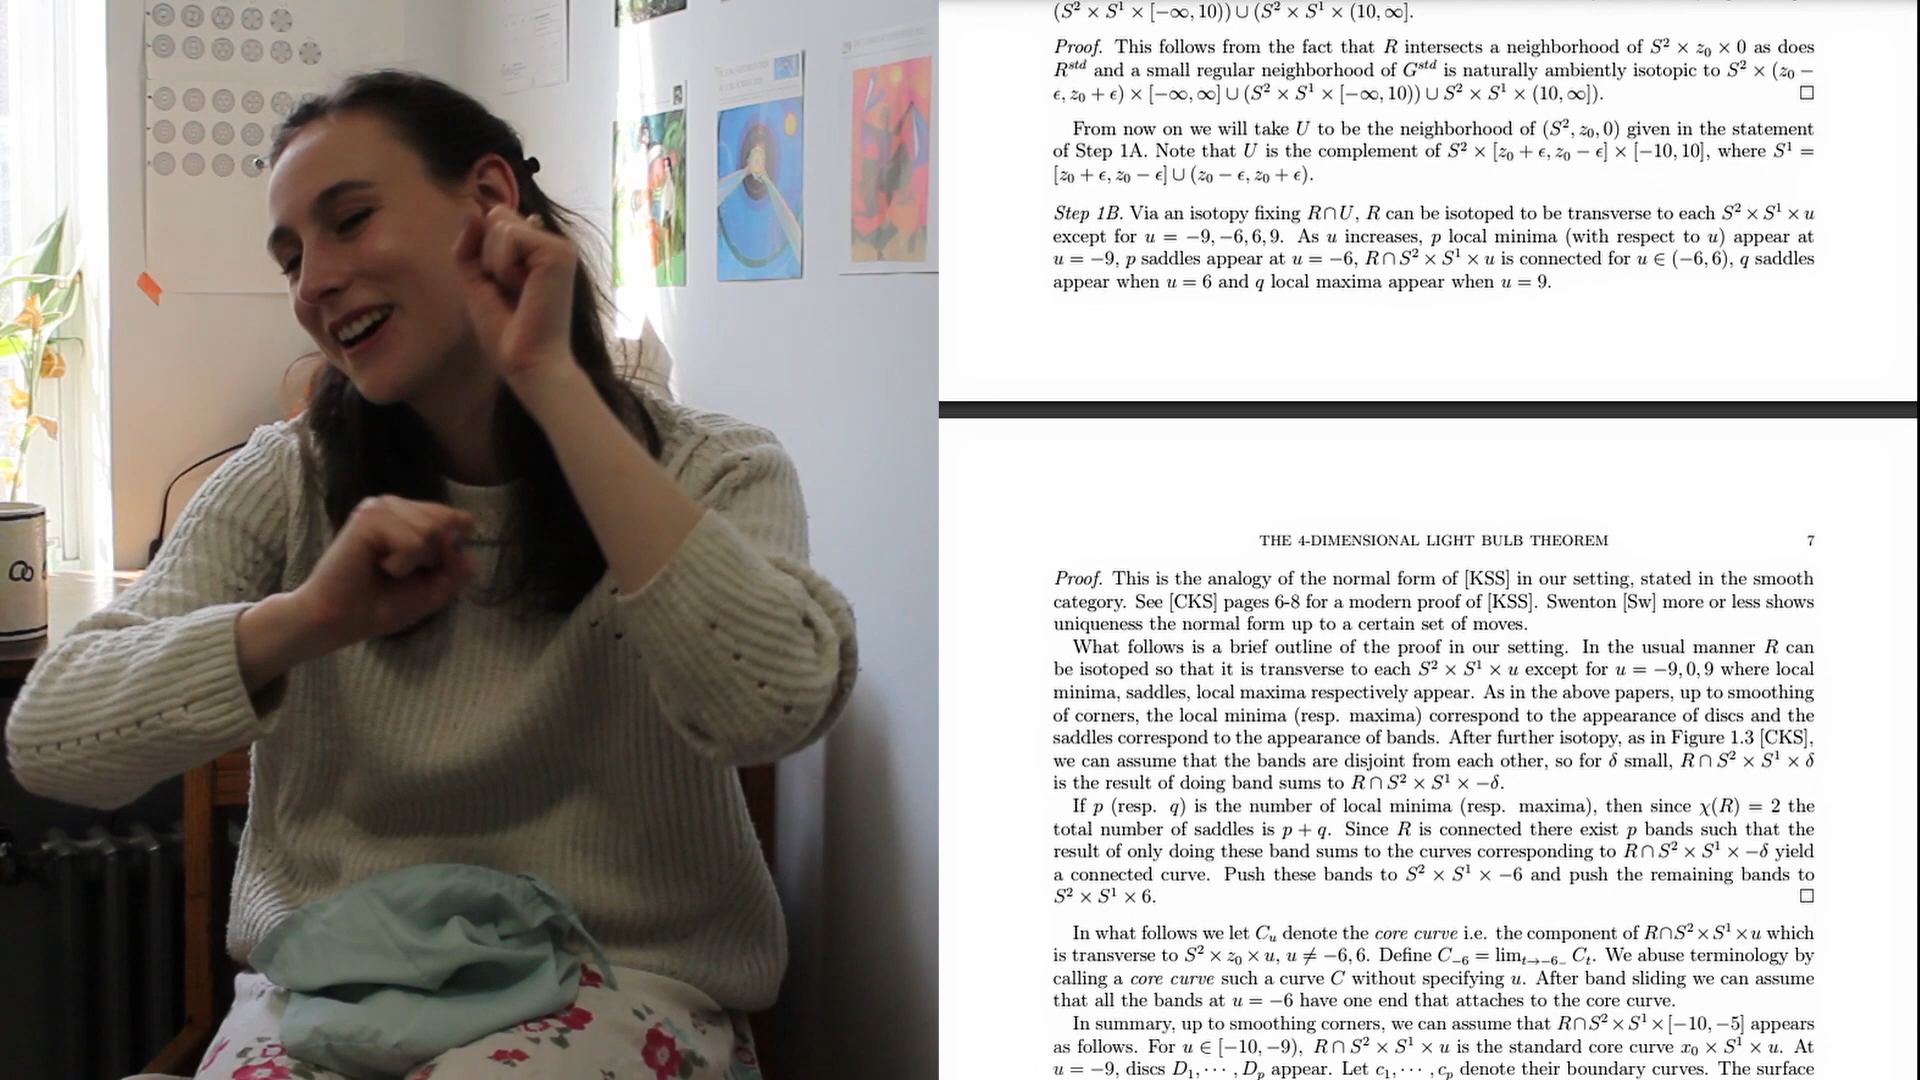 (S² × S¹ × [−∞, 10)) ∪ (S² × S¹ × (10, ∞].
Proof. This follows from the fact that R intersects a neighborhood of S² × z₀ × 0 as does
Rˢᵗᵈ and a small regular neighborhood of Gˢᵗᵈ is naturally ambiently isotopic to S² × (z₀ −
ϵ, z₀ + ϵ) × [−∞, ∞] ∪ (S² × S¹ × [−∞, 10)) ∪ S² × S¹ × (10, ∞]). □
From now on we will take U to be the neighborhood of (S², z₀, 0) given in the statement
of Step 1A. Note that U is the complement of S² × [z₀ + ϵ, z₀ − ϵ] × [−10, 10], where S¹ =
[z₀ + ϵ, z₀ − ϵ] ∪ (z₀ − ϵ, z₀ + ϵ).
Step 1B. Via an isotopy fixing R∩U, R can be isotoped to be transverse to each S² × S¹ × u
except for u = −9, −6, 6, 9. As u increases, p local minima (with respect to u) appear at
u = −9, p saddles appear at u = −6, R∩S² × S¹ × u is connected for u ∈ (−6, 6), q saddles
appear when u = 6 and q local maxima appear when u = 9.
THE 4-DIMENSIONAL LIGHT BULB THEOREM 7
Proof. This is the analogy of the normal form of [KSS] in our setting, stated in the smooth
category. See [CKS] pages 6-8 for a modern proof of [KSS]. Swenton [Sw] more or less shows
uniqueness the normal form up to a certain set of moves.
What follows is a brief outline of the proof in our setting. In the usual manner R can
be isotoped so that it is transverse to each S² × S¹ × u except for u = −9, 0, 9 where local
minima, saddles, local maxima respectively appear. As in the above papers, up to smoothing
of corners, the local minima (resp. maxima) correspond to the appearance of discs and the
saddles correspond to the appearance of bands. After further isotopy, as in Figure 1.3 [CKS],
we can assume that the bands are disjoint from each other, so for δ small, R ∩ S² × S¹ × δ
is the result of doing band sums to R ∩ S² × S¹ × −δ.
If p (resp. q) is the number of local minima (resp. maxima), then since χ(R) = 2 the
total number of saddles is p + q. Since R is connected there exist p bands such that the
result of only doing these band sums to the curves corresponding to R ∩ S² × S¹ × −δ yield
a connected curve. Push these bands to S² × S¹ × −6 and push the remaining bands to
S² × S¹ × 6. □
In what follows we let Cᵤ denote the core curve i.e. the component of R∩S² × S¹ × u which
is transverse to S² × z₀ × u, u ≠ −6, 6. Define C₋₆ = lim_{t→−6₋} Cₜ. We abuse terminology by
calling a core curve such a curve C without specifying u. After band sliding we can assume
that all the bands at u = −6 have one end that attaches to the core curve.
In summary, up to smoothing corners, we can assume that R∩S² × S¹ × [−10, −5] appears
as follows. For u ∈ [−10, −9), R ∩ S² × S¹ × u is the standard core curve x₀ × S¹ × u. At
u = −9, discs D₁, ⋯ , Dₚ appear. Let c₁, ⋯ , cₚ denote their boundary curves. The surface